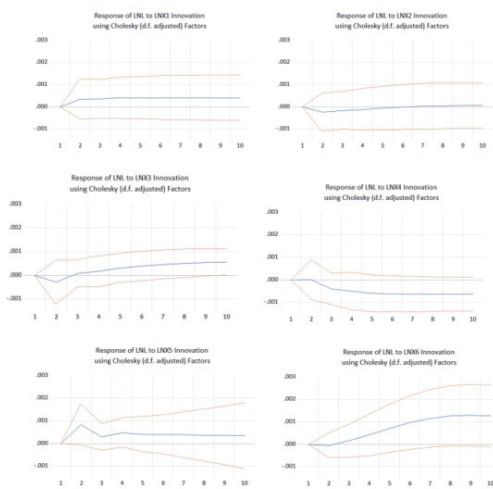 Response of LNL to LNX1 Innovation
using Cholesky (d.f. adjusted) Factors
.003
.002
.001
.000
-.001
1 2 3 4 5 6 7 8 9 10
Response of LNL to LNX2 Innovation
using Cholesky (d.f. adjusted) Factors
.003
.002
.001
.000
-.001
1 2 3 4 5 6 7 8 9 10
Response of LNL to LNX3 Innovation
using Cholesky (d.f. adjusted) Factors
.003
.002
.001
.000
-.001
1 2 3 4 5 6 7 8 9 10
Response of LNL to LNX4 Innovation
using Cholesky (d.f. adjusted) Factors
.003
.002
.001
.000
-.001
1 2 3 4 5 6 7 8 9 10
Response of LNL to LNX5 Innovation
using Cholesky (d.f. adjusted) Factors
.003
.002
.001
.000
-.001
1 2 3 4 5 6 7 8 9 10
Response of LNL to LNX6 Innovation
using Cholesky (d.f. adjusted) Factors
.003
.002
.001
.000
-.001
1 2 3 4 5 6 7 8 9 10